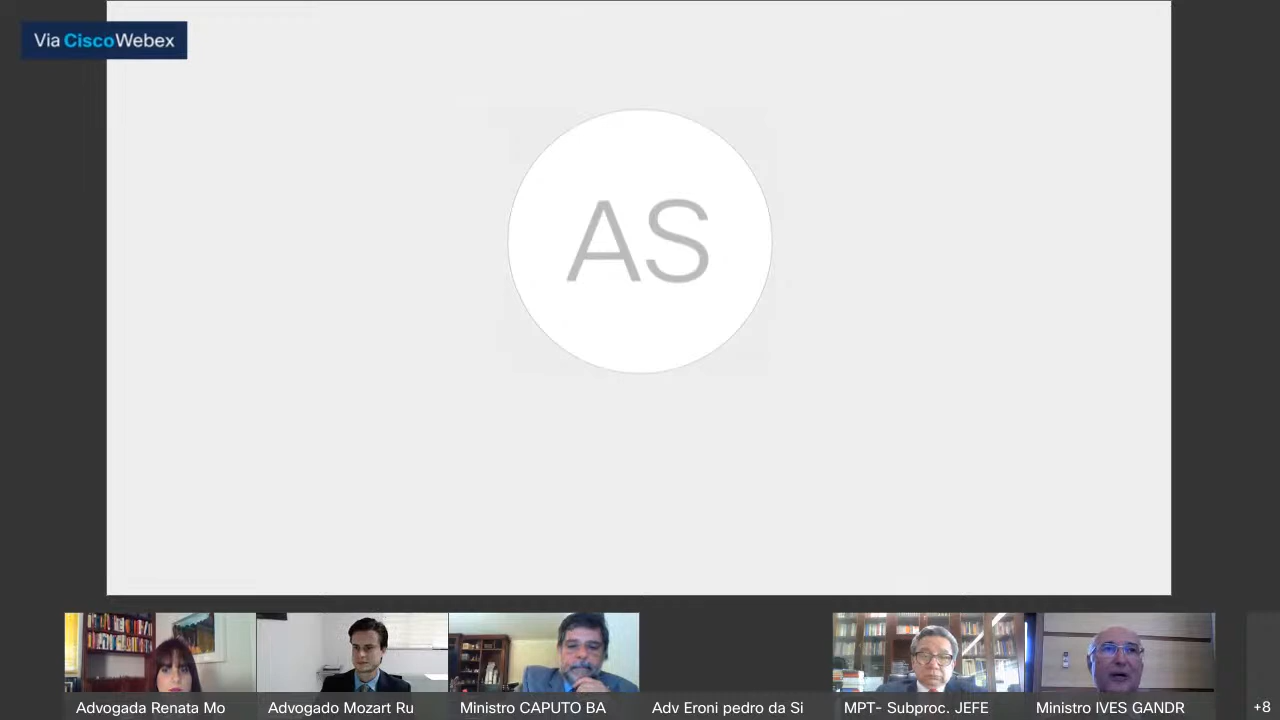 Via CiscoWebex
AS
Advogada Renata Mo
Advogado Mozart Ru
Ministro CAPUTO BA
Adv Eroni pedro da Si
MPT- Subproc. JEFE
Ministro IVES GANDR
+8